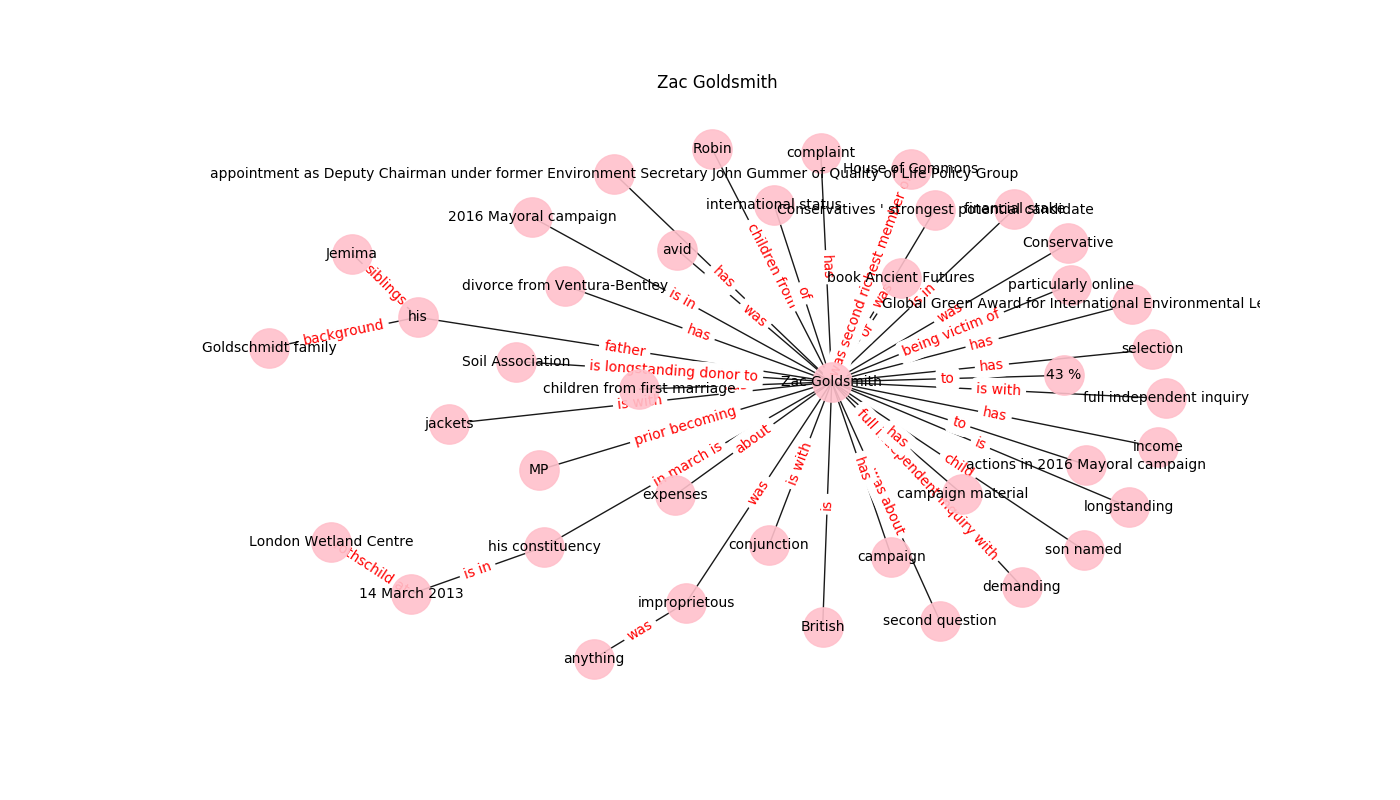 Zac Goldsmith
Robin
complaint
House of Commons
appointment as Deputy Chairman under former Environment Secretary John Gummer of Quality of Life Policy Group
international status
Conservatives ' strongest potential candidate
financial stake
2016 Mayoral campaign
as second richest member
children from
Conservative
avid
Jemima
has
has
of
siblings
book Ancient Futures
particularly online
divorce from Ventura-Bentley
is in
is in
Global Green Award for International Environmental Le
his
was
was
being victim of
background
has
or
has
Goldschmidt family
father
selection
Soil Association
is longstanding donor to
has
43 %
to
Zac Goldsmith
children from first marriage
is with
is with
full independent inquiry
jackets
prior becoming
has
to
about
has
is
income
in march is
MP
is with
has
child
actions in 2016 Mayoral campaign
expenses
was
campaign material
full independent inquiry with
is
was about
longstanding
London Wetland Centre
his constituency
conjunction
campaign
son named
is in
14 March 2013
demanding
improprietous
British
second question
was
anything